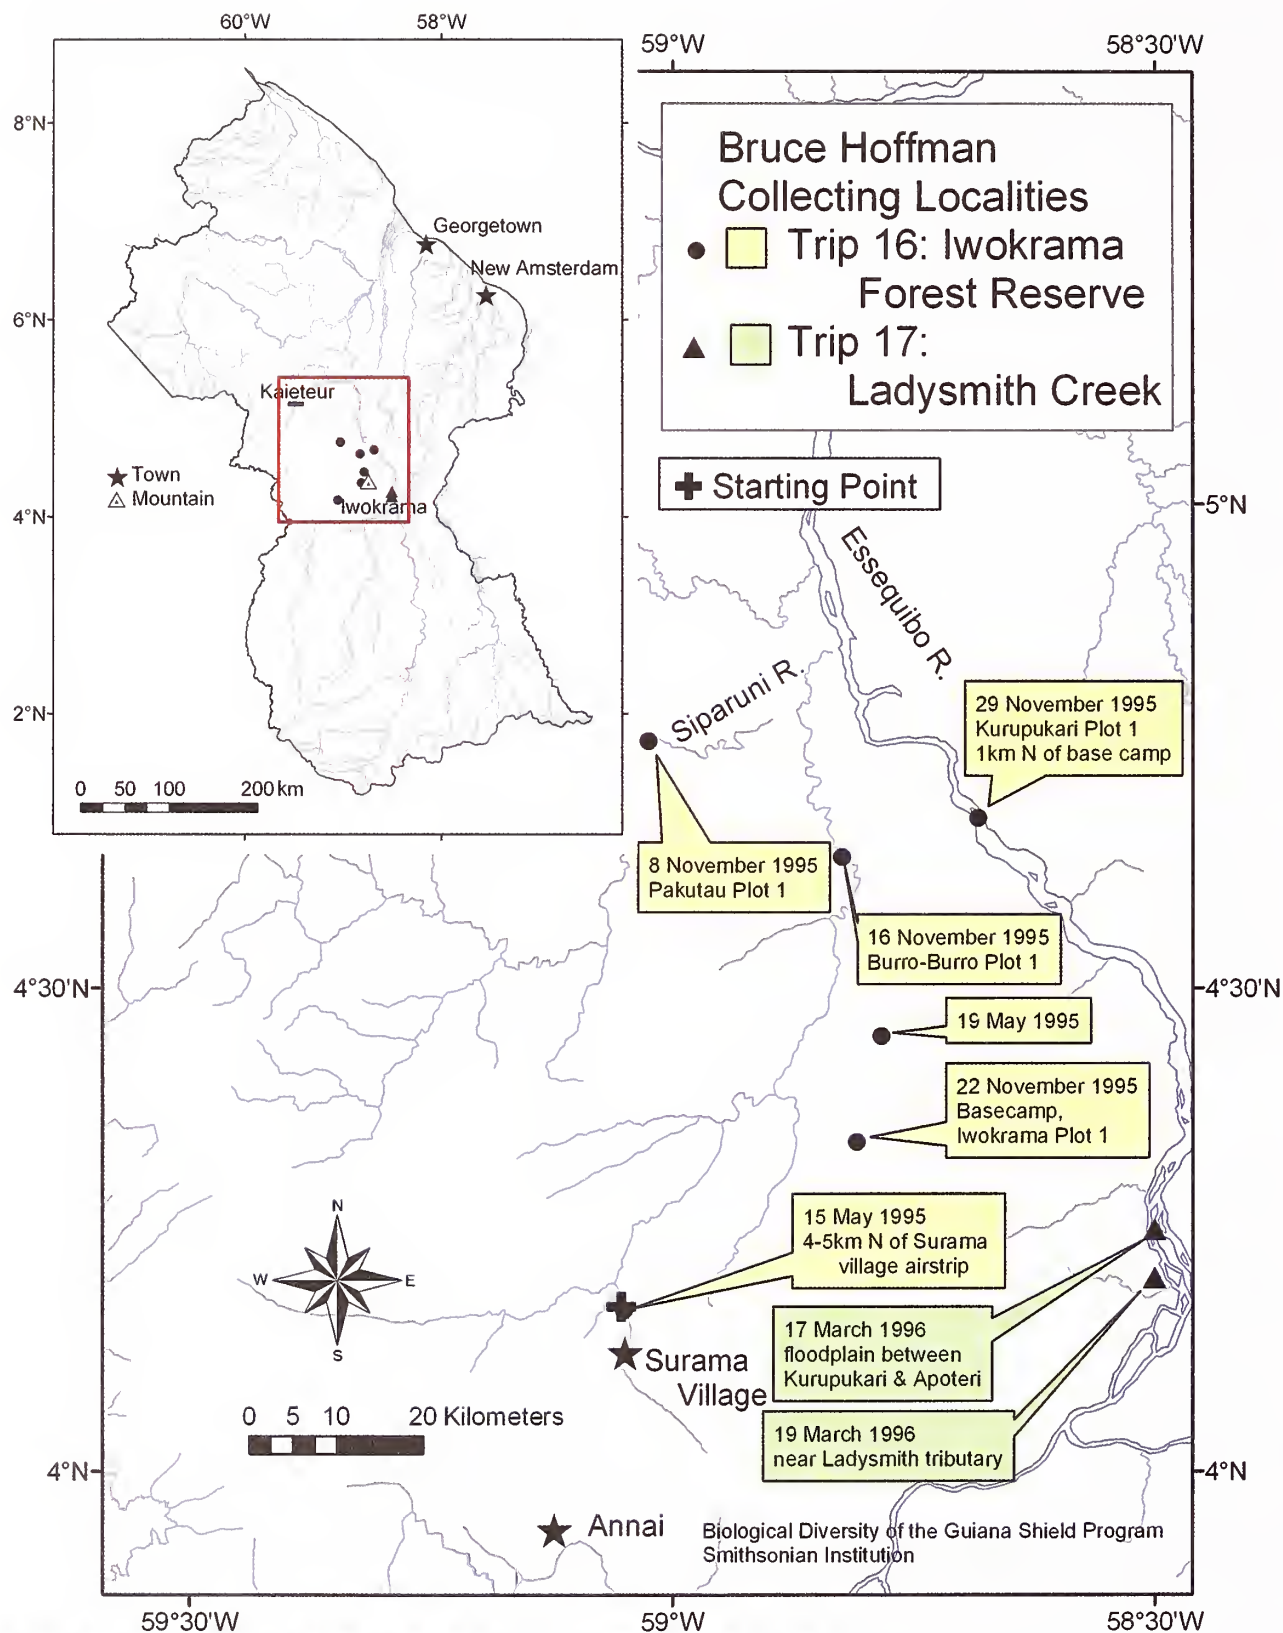 60°W
58°W
8°N
6°N
4°N
2°N
Georgetown
New Amsterdam
Kaieteur
Iwokrama
Town
Mountain
0 50 100 200 km
59°W
58°30'W
Bruce Hoffman
Collecting Localities
Trip 16: Iwokrama
Forest Reserve
Trip 17:
Ladysmith Creek
Starting Point
5°N
Essequibo R.
Siparuni R.
29 November 1995
Kurupukari Plot 1
1km N of base camp
8 November 1995
Pakutau Plot 1
16 November 1995
Burro-Burro Plot 1
4°30'N
4°30'N
19 May 1995
22 November 1995
Basecamp,
Iwokrama Plot 1
15 May 1995
4-5km N of Surama
village airstrip
N
W
E
S
17 March 1996
floodplain between
Kurupukari & Apoteri
Surama
Village
0 5 10 20 Kilometers
19 March 1996
near Ladysmith tributary
4°N
4°N
Annai
Biological Diversity of the Guiana Shield Program
Smithsonian Institution
59°30'W
59°W
58°30'W